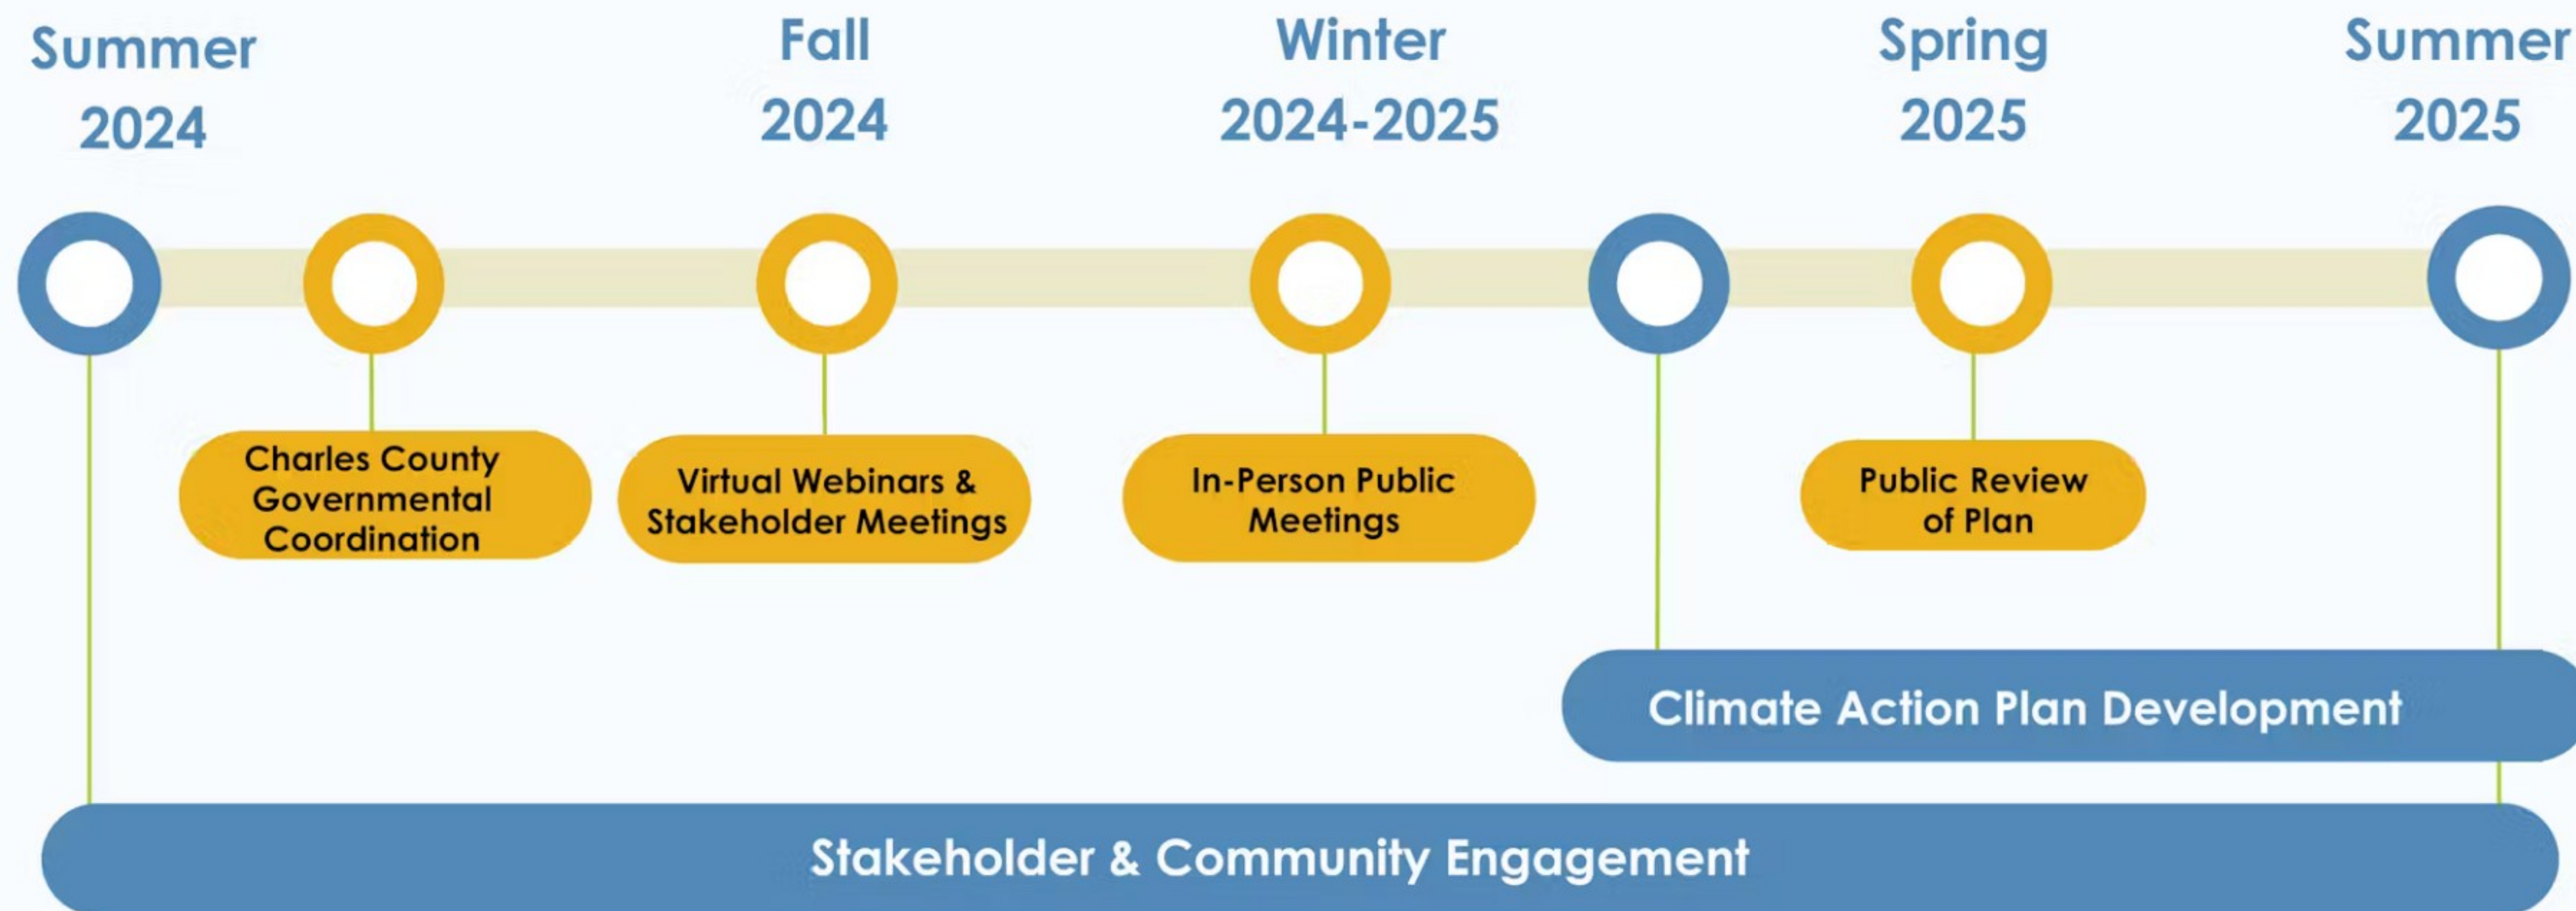 Summer
2024
Fall
2024
Winter
2024-2025
Spring
2025
Summer
2025
Charles County
Governmental
Coordination
Virtual Webinars &
Stakeholder Meetings
In-Person Public
Meetings
Public Review
of Plan
Climate Action Plan Development
Stakeholder & Community Engagement